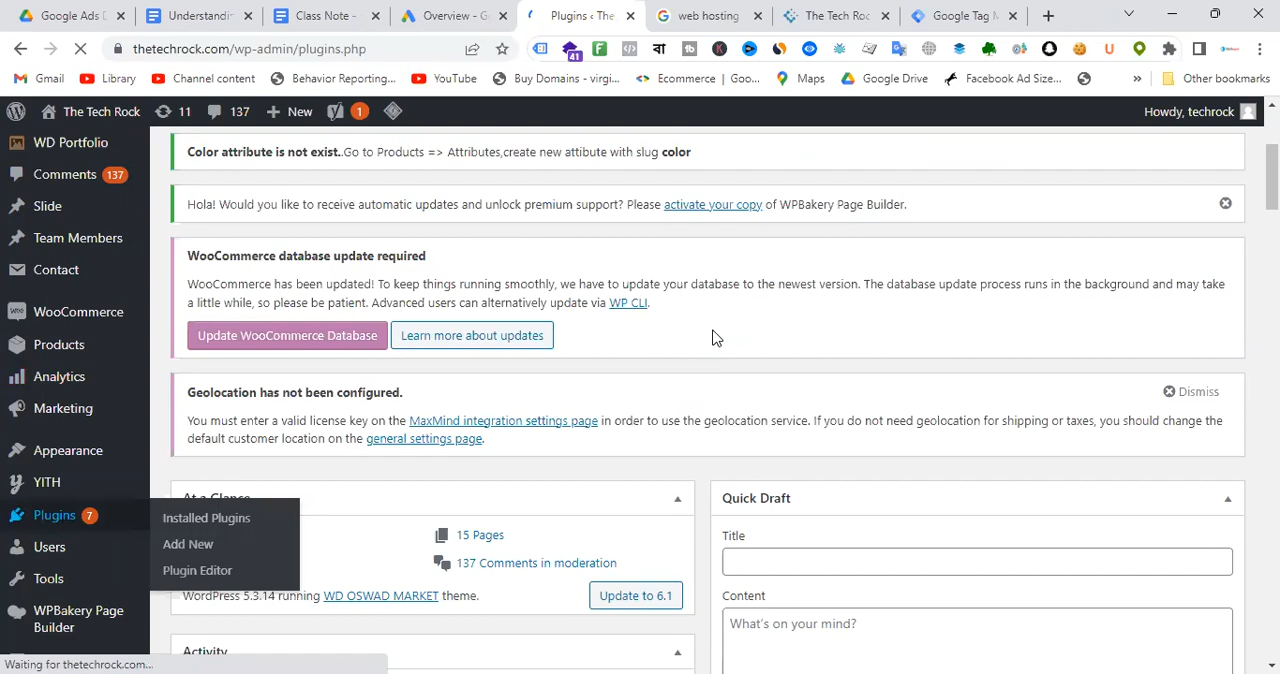 Google Ads D
Understandin
Class Note -
Overview - G
Plugins ‹ The
web hosting
The Tech Roc
Google Tag M
thetechrock.com/wp-admin/plugins.php
41
Gmail
Library
Channel content
Behavior Reporting...
YouTube
Buy Domains - virgi...
Ecommerce | Goo...
Maps
Google Drive
Facebook Ad Size...
»
Other bookmarks
The Tech Rock
11
137
New
1
Howdy, techrock
WD Portfolio
Comments 137
Slide
Team Members
Contact
WooCommerce
Products
Analytics
Marketing
Appearance
YITH
Plugins 7
Users
Tools
WPBakery Page
Builder
Installed Plugins
Add New
Plugin Editor
Color attribute is not exist..Go to Products => Attributes,create new attibute with slug color
Hola! Would you like to receive automatic updates and unlock premium support? Please activate your copy of WPBakery Page Builder.
WooCommerce database update required
WooCommerce has been updated! To keep things running smoothly, we have to update your database to the newest version. The database update process runs in the background and may take
a little while, so please be patient. Advanced users can alternatively update via WP CLI.
Update WooCommerce Database
Learn more about updates
Geolocation has not been configured.
Dismiss
You must enter a valid license key on the MaxMind integration settings page in order to use the geolocation service. If you do not need geolocation for shipping or taxes, you should change the
default customer location on the general settings page.
At a Glance
15 Pages
137 Comments in moderation
WordPress 5.3.14 running WD OSWAD MARKET theme.
Update to 6.1
Activity
Quick Draft
Title
Content
What's on your mind?
Waiting for thetechrock.com...